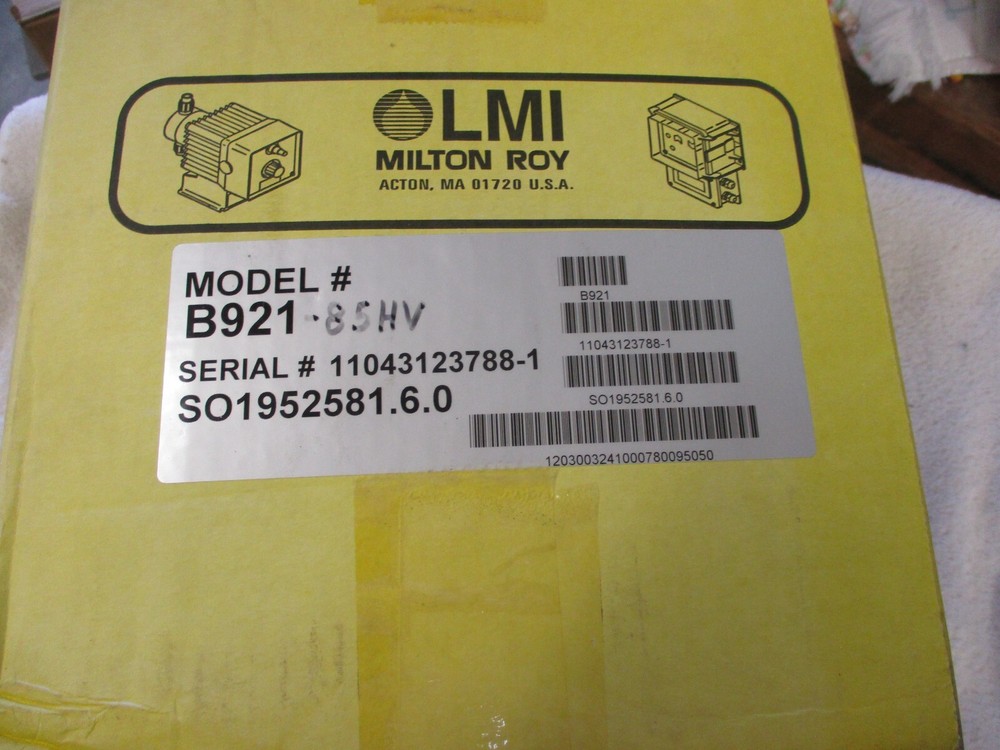 LMI
MILTON ROY
ACTON, MA 01720 U.S.A.
MODEL #
B921-85HV
SERIAL # 11043123788-1
SO1952581.6.0
B921
11043123788-1
SO1952581.6.0
1203003241000780095050